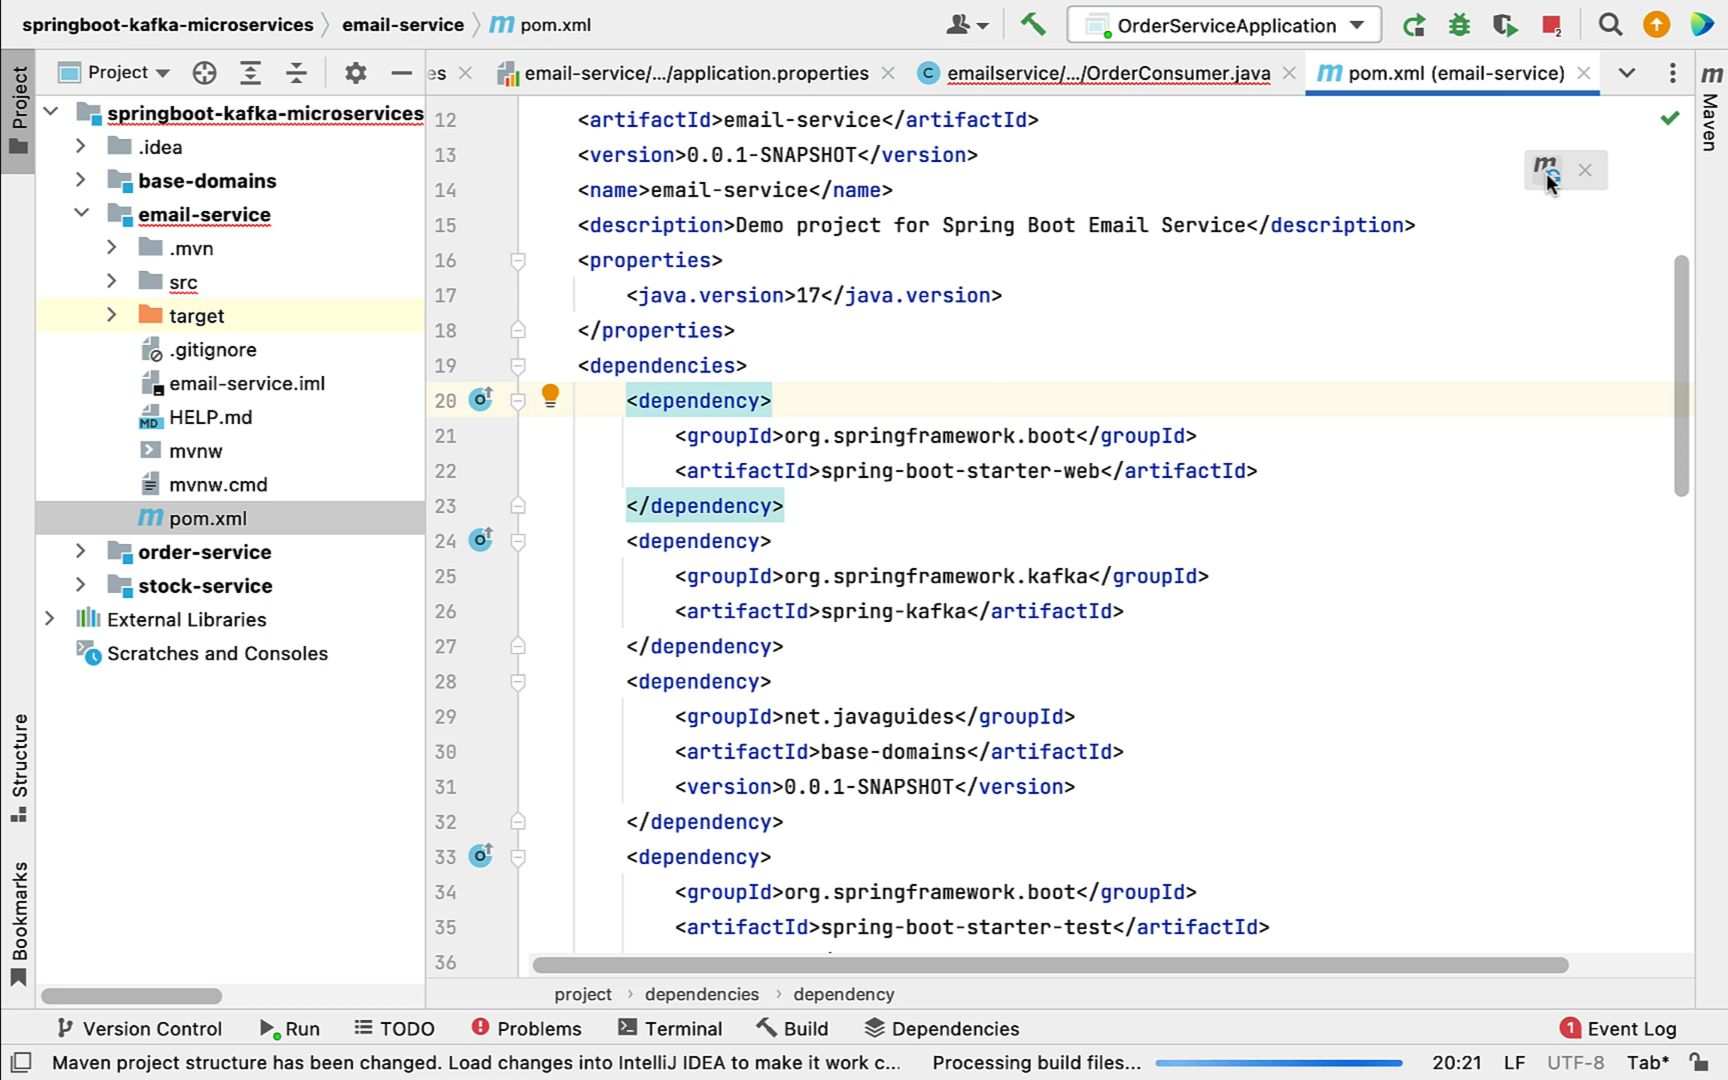 springboot-kafka-microservices email-service m pom.xml
OrderServiceApplication
2
Project
es email-service/.../application.properties C emailservice/.../OrderConsumer.java m pom.xml (email-service)
Project
Structure
Bookmarks
m Maven
springboot-kafka-microservices
.idea
base-domains
email-service
.mvn
src
target
.gitignore
email-service.iml
MD HELP.md
mvnw
mvnw.cmd
m pom.xml
order-service
stock-service
External Libraries
Scratches and Consoles
m
12 <artifactId>email-service</artifactId>
13 <version>0.0.1-SNAPSHOT</version>
14 <name>email-service</name>
15 <description>Demo project for Spring Boot Email Service</description>
16 <properties>
17 <java.version>17</java.version>
18 </properties>
19 <dependencies>
20 <dependency>
21 <groupId>org.springframework.boot</groupId>
22 <artifactId>spring-boot-starter-web</artifactId>
23 </dependency>
24 <dependency>
25 <groupId>org.springframework.kafka</groupId>
26 <artifactId>spring-kafka</artifactId>
27 </dependency>
28 <dependency>
29 <groupId>net.javaguides</groupId>
30 <artifactId>base-domains</artifactId>
31 <version>0.0.1-SNAPSHOT</version>
32 </dependency>
33 <dependency>
34 <groupId>org.springframework.boot</groupId>
35 <artifactId>spring-boot-starter-test</artifactId>
36
project dependencies dependency
Version Control Run TODO Problems Terminal Build Dependencies 1 Event Log
Maven project structure has been changed. Load changes into IntelliJ IDEA to make it work c... Processing build files... 20:21 LF UTF-8 Tab*